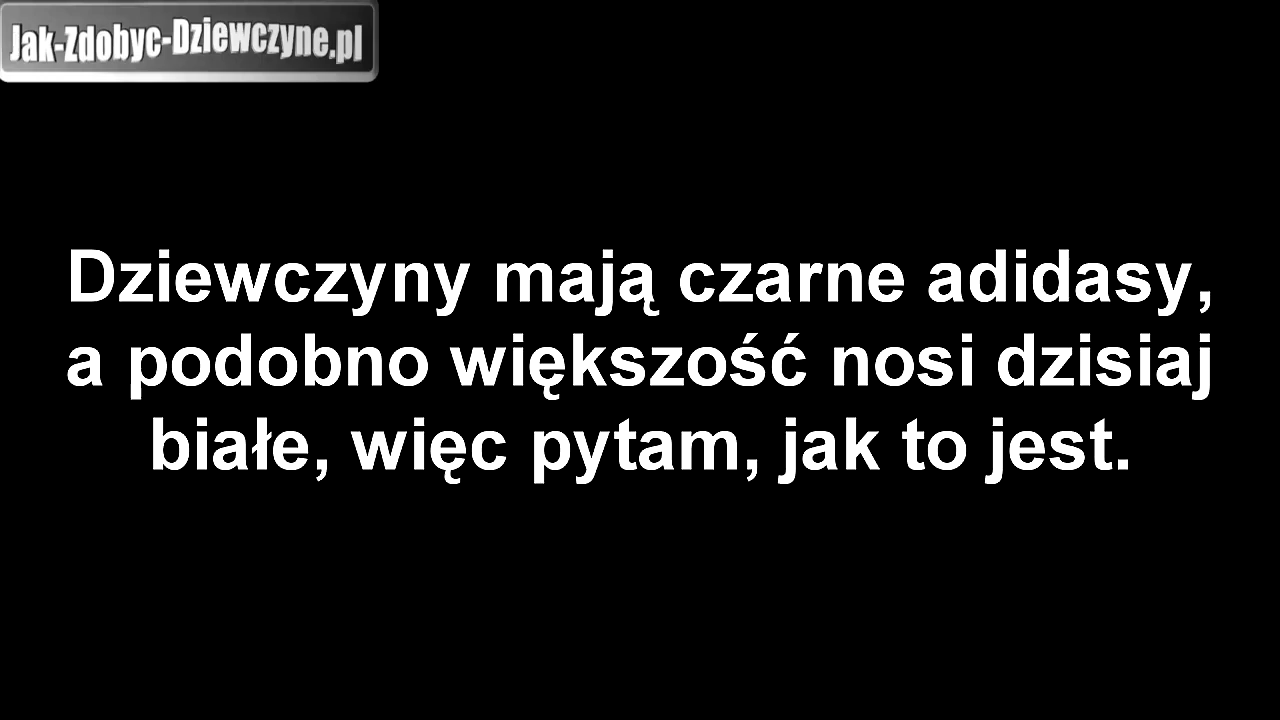 Jak-Zdobyc-Dziewczyne.pl
Dziewczyny mają czarne adidasy,
a podobno większość nosi dzisiaj
białe, więc pytam, jak to jest.